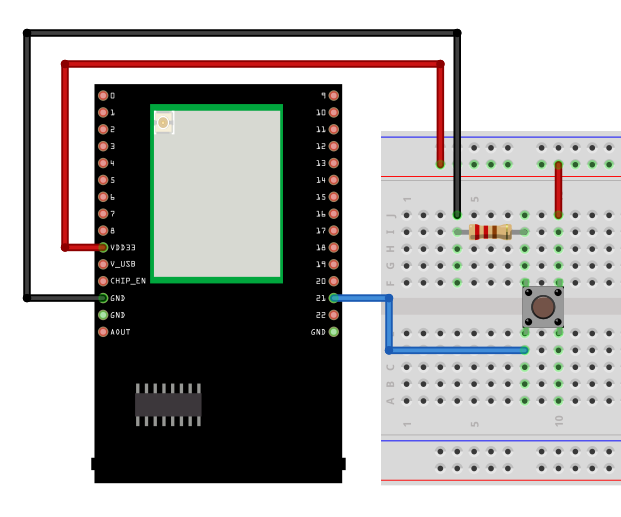 0 9
1 10
2 11
3 12
4 13
5 14
6 15
7 16
8 17
VDD33 18
V_USB 19
CHIP_EN 20
GND 21
GND 22
AOUT GND
1 5
J
I
H
G
F
C
B
A
1 5 10